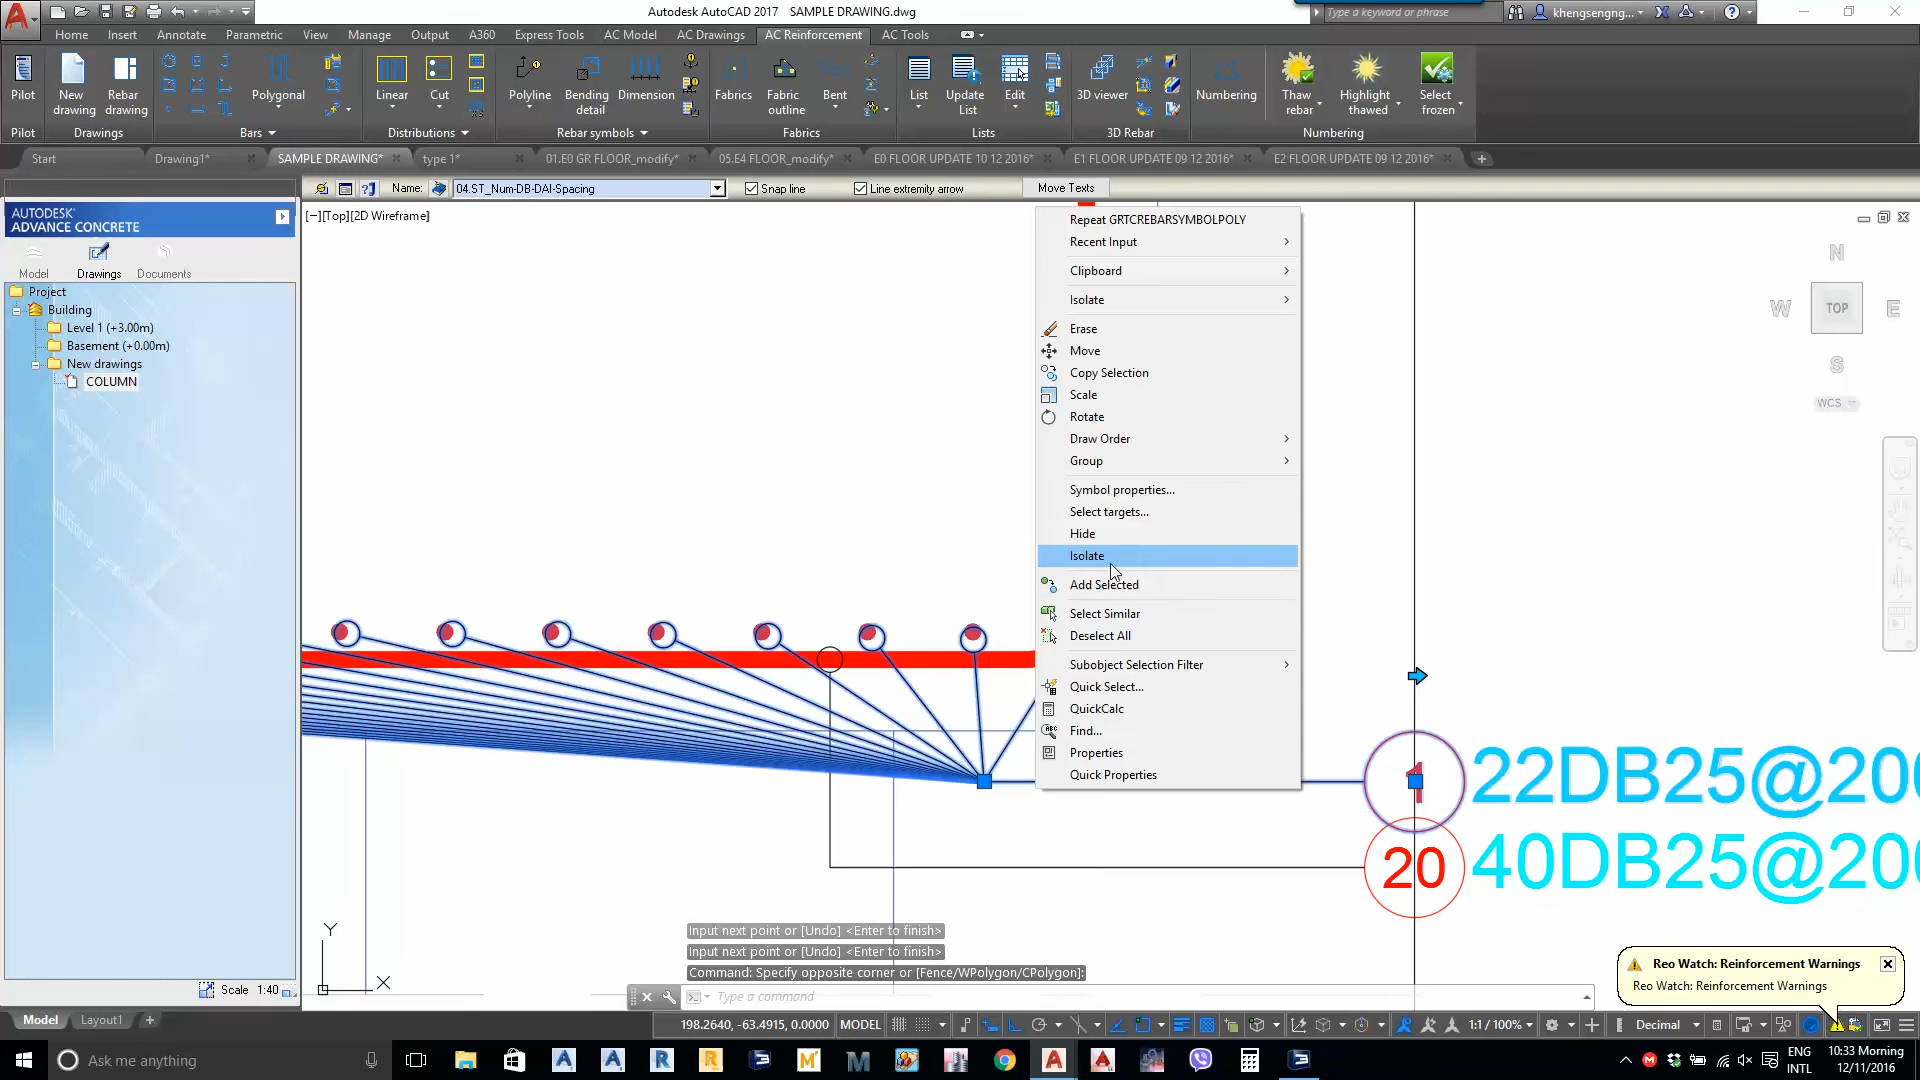 Autodesk AutoCAD 2017 SAMPLE DRAWING.dwg
Type a keyword or phrase
khengsengng...
Home Insert Annotate Parametric View Manage Output A360 Express Tools AC Model AC Drawings AC Reinforcement AC Tools
Pilot New drawing Rebar drawing Polygonal Linear Cut Polyline Bending detail Dimension Fabrics Fabric outline Bent List Update List Edit 3D viewer Numbering Thaw rebar Highlight thawed Select frozen
Pilot Drawings Bars Distributions Rebar symbols Fabrics Lists 3D Rebar Numbering
Start Drawing1* SAMPLE DRAWING* type 1* 01.E0 GR FLOOR_modify* 05.E4 FLOOR_modify* E0 FLOOR UPDATE 10 12 2016* E1 FLOOR UPDATE 09 12 2016* E2 FLOOR UPDATE 09 12 2016*
Name: 04.ST_Num-DB-DAI-Spacing Snap line Line extremity arrow Move Texts
AUTODESK®
ADVANCE CONCRETE
Model Drawings Documents
Project
Building
Level 1 (+3.00m)
Basement (+0.00m)
New drawings
COLUMN
Scale 1:40
[−][Top][2D Wireframe]
Repeat GRTCREBARSYMBOLPOLY
Recent Input
Clipboard
Isolate
Erase
Move
Copy Selection
Scale
Rotate
Draw Order
Group
Symbol properties...
Select targets...
Hide
Isolate
Add Selected
Select Similar
Deselect All
Subobject Selection Filter
Quick Select...
QuickCalc
Find...
Properties
Quick Properties
N
W TOP E
S
WCS
1 22DB25@200
20 40DB25@200
Y
X
Input next point or [Undo] <Enter to finish>
Input next point or [Undo] <Enter to finish>
Command: Specify opposite corner or [Fence/WPolygon/CPolygon]:
Type a command
Reo Watch: Reinforcement Warnings
Reo Watch: Reinforcement Warnings
Model Layout1
198.2640, -63.4915, 0.0000 MODEL 1:1 / 100% Decimal
Ask me anything
ENG
INTL
10:33 Morning
12/11/2016